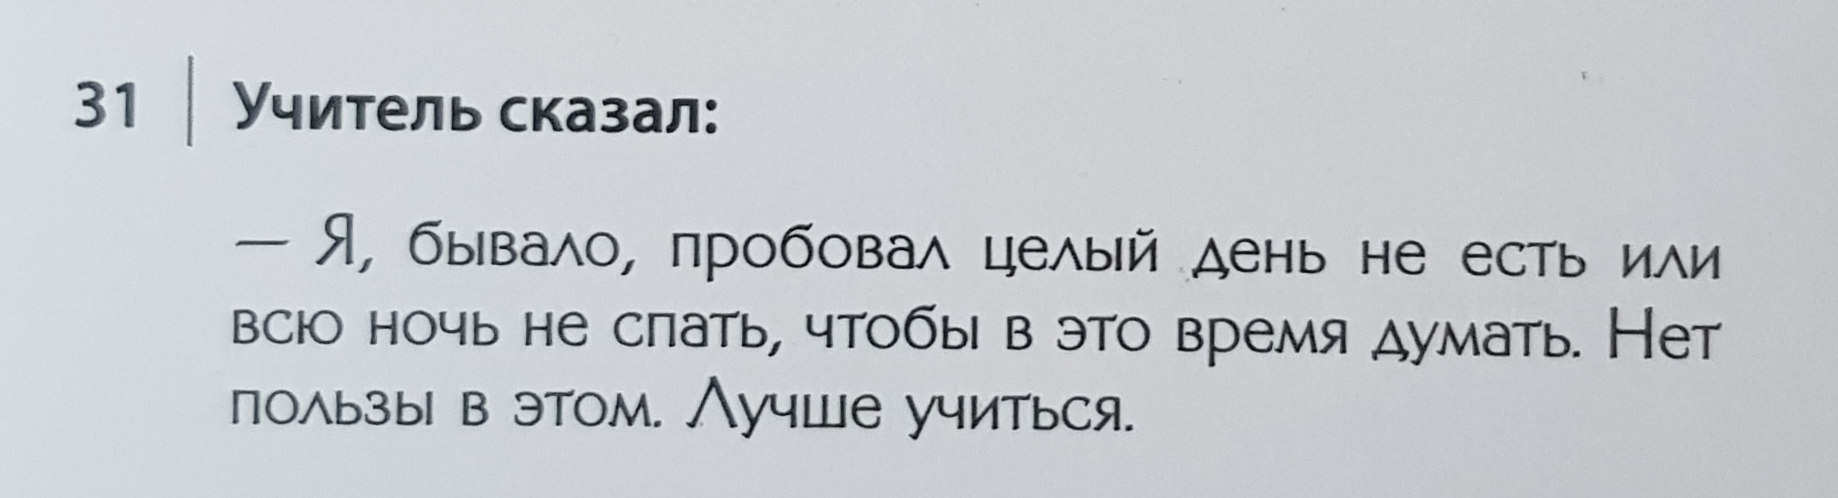 31 Учитель сказал:
— Я, бывало, пробовал целый день не есть или
всю ночь не спать, чтобы в это время думать. Нет
пользы в этом. Лучше учиться.